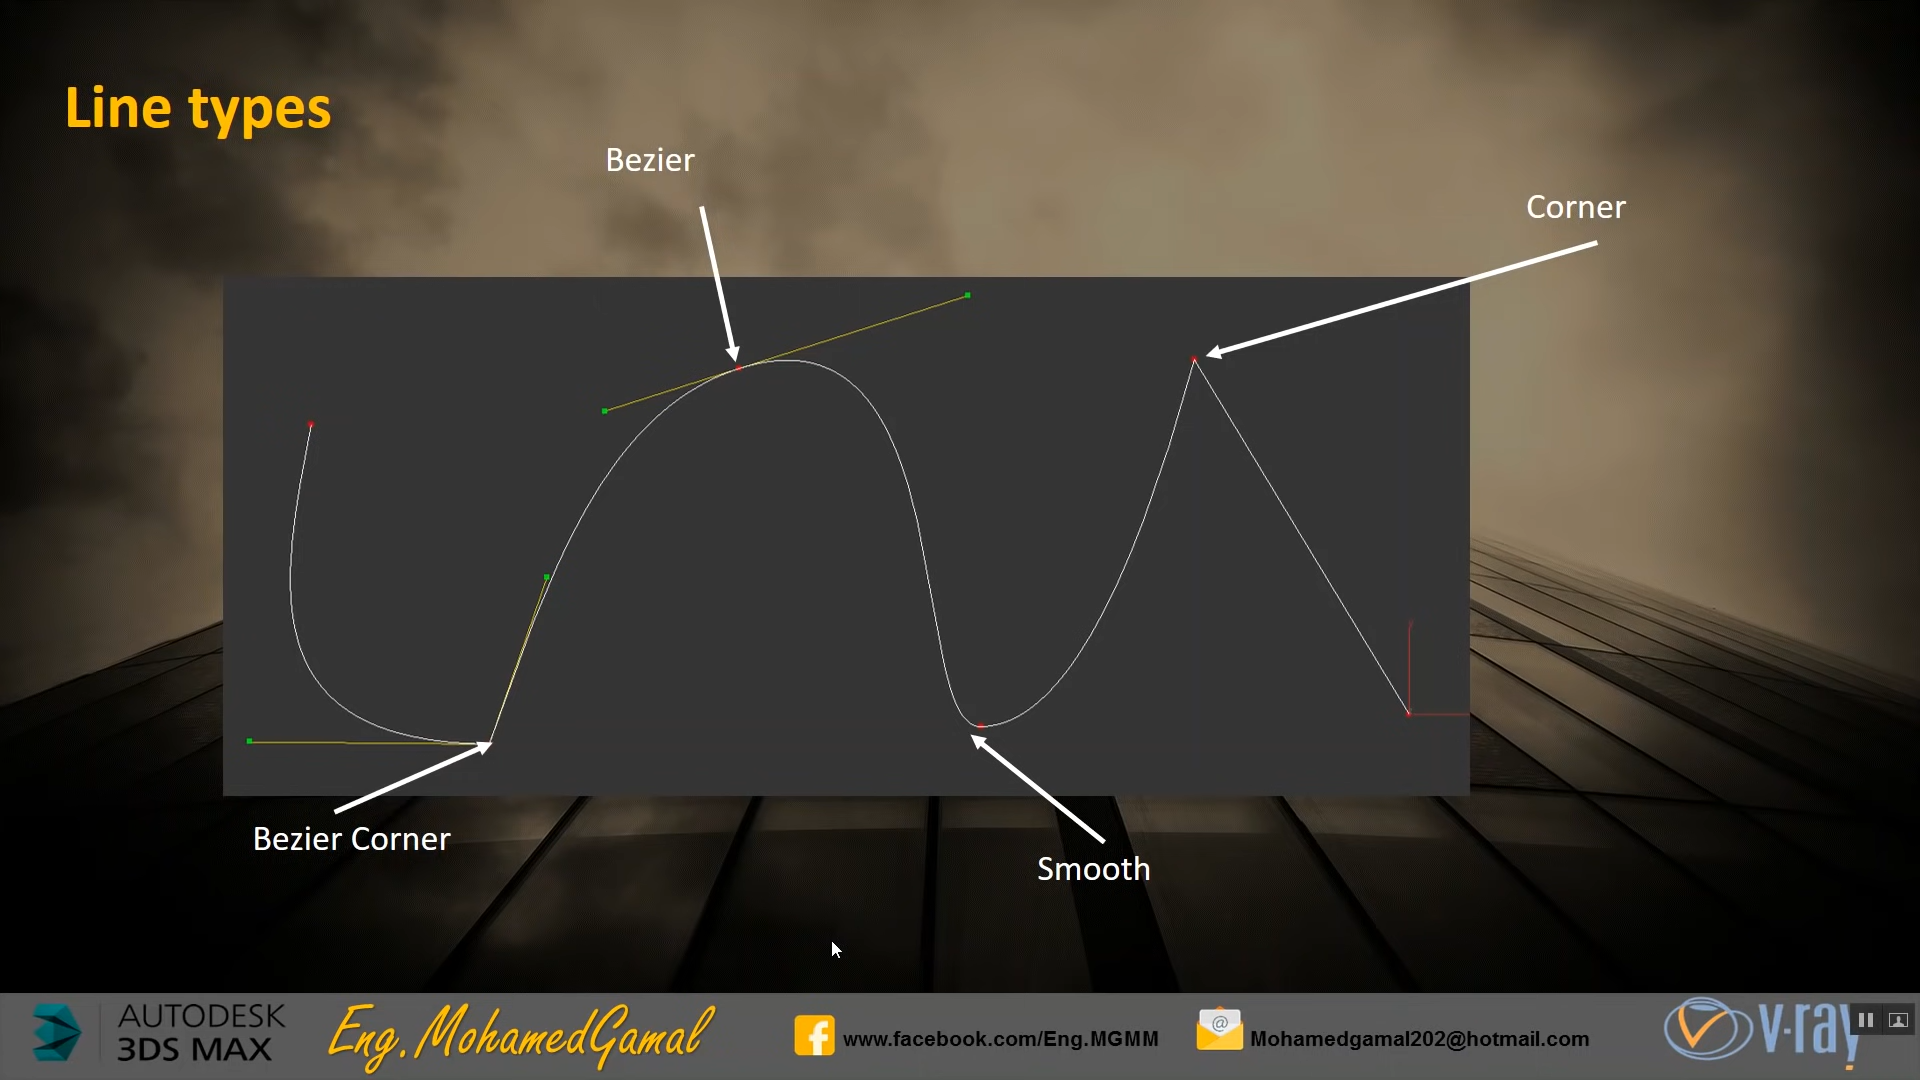 Line types
Bezier
Corner
Bezier Corner
Smooth
AUTODESK
3DS MAX
Eng.MohamedGamal
www.facebook.com/Eng.MGMM
@
Mohamedgamal202@hotmail.com
v-ray